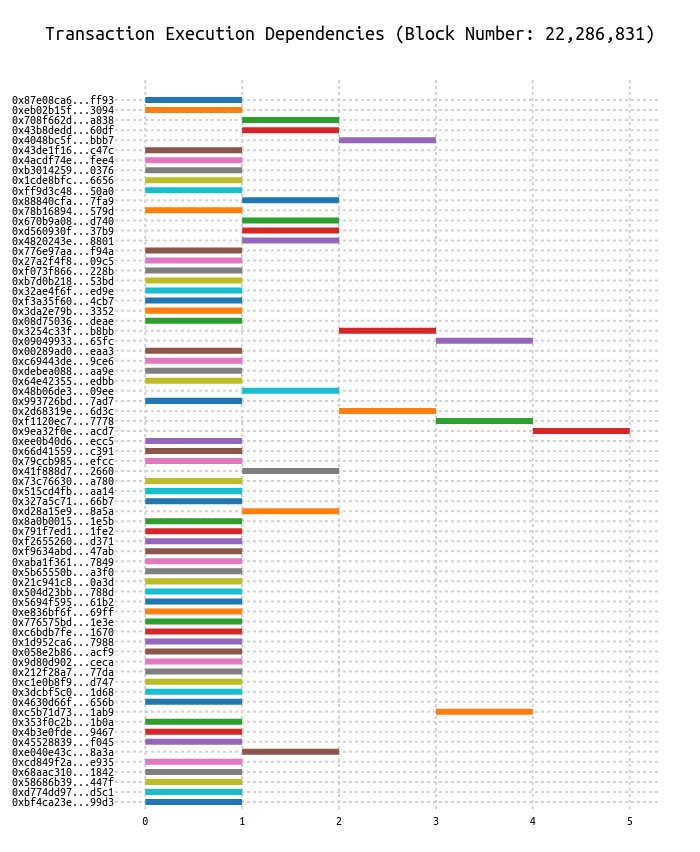 Transaction Execution Dependencies (Block Number: 22,286,831)
0x87e08ca6...ff93
0xeb02b15f...3094
0x708f662d...a838
0x43b8dedd...60df
0x4048bc5f...bbb7
0x43de1f16...c47c
0x4acdf74e...fee4
0xb3014259...0376
0x1cde8bfc...6656
0xff9d3c48...50a0
0x88840cfa...7fa9
0x78b16894...579d
0x670b9a08...d740
0xd560930f...37b9
0x4820243e...8801
0x776e97aa...f94a
0x27a2f4f8...09c5
0xf073f866...228b
0xb7d0b218...53bd
0x32ae4f6f...ed9e
0xf3a35f60...4cb7
0x3da2e79b...3352
0x08d75036...deae
0x3254c33f...b8bb
0x09049933...65fc
0x00289ad0...eaa3
0xc69443de...9ce6
0xdebea088...aa9e
0x64e42355...edbb
0x48b06de3...09ee
0x993726bd...7ad7
0x2d68319e...6d3c
0xf1120ec7...7778
0x9ea32f0e...acd7
0xee0b40d6...ecc5
0x66d41559...c391
0x79ccb985...efcc
0x41f888d7...2660
0x73c76630...a780
0x515cd4fb...aa14
0x327a5c71...66b7
0xd28a15e9...8a5a
0x8a0b0015...1e5b
0x791f7ed1...1fe2
0xf2655260...d371
0xf9634abd...47ab
0xaba1f361...7849
0x5b65550b...a3f0
0x21c941c8...0a3d
0x504d23bb...788d
0x5694f595...61b2
0xe836bf6f...69ff
0x776575bd...1e3e
0xc6bdb7fe...1670
0x1d952ca6...7988
0x058e2b86...acf9
0x9d80d902...ceca
0x212f28a7...77da
0xc1e0b8f9...d747
0x3dcbf5c0...1d68
0x4630d66f...656b
0xc5b71d73...1ab9
0x353f0c2b...1b0a
0x4b3e0fde...9467
0x45528839...f045
0xe040e43c...8a3a
0xcd849f2a...e935
0x68aac310...1842
0x58686b39...447f
0xd774dd97...d5c1
0xbf4ca23e...99d3
0 1 2 3 4 5